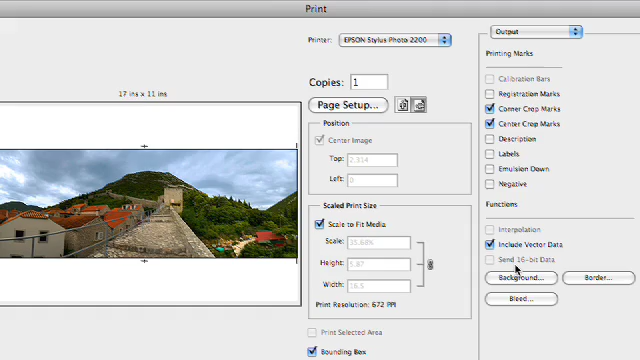 Print
Printer: EPSON Stylus Photo 2200
Copies: 1
Page Setup...
17 ins x 11 ins
Position
Center Image
Top: 2.314
Left: 0
Scaled Print Size
Scale to Fit Media
Scale: 35.68%
Height: 5.87
Width: 16.5
Print Resolution: 672 PPI
Print Selected Area
Bounding Box
Output
Printing Marks
Calibration Bars
Registration Marks
Corner Crop Marks
Center Crop Marks
Description
Labels
Emulsion Down
Negative
Functions
Interpolation
Include Vector Data
Send 16-bit Data
Background...
Border...
Bleed...